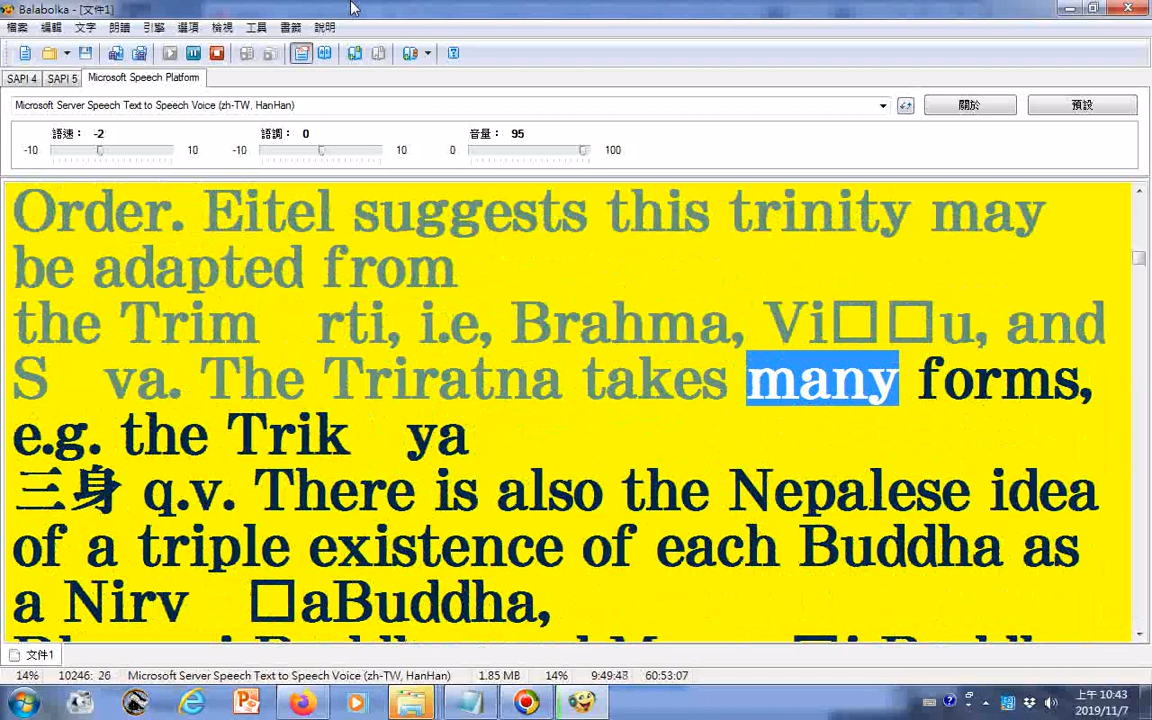 Balabolka - [文件1]
檔案 編輯 文字 朗讀 引擎 選項 檢視 工具 書籤 說明
SAPI 4 SAPI 5 Microsoft Speech Platform
Microsoft Server Speech Text to Speech Voice (zh-TW, HanHan) 關於 預設
語速： -2 語調： 0 音量： 95
-10 10 -10 10 0 100
Order. Eitel suggests this trinity may
be adapted from
the Trim rti, i.e, Brahma, Vi□□u, and
S va. The Triratna takes many forms,
e.g. the Trik ya
三身 q.v. There is also the Nepalese idea
of a triple existence of each Buddha as
a Nirv □aBuddha,
文件1
14% 10246: 26 Microsoft Server Speech Text to Speech Voice (zh-TW, HanHan) 1.85 MB 14% 9:49:43 60:53:07
上午 10:43
2019/11/7